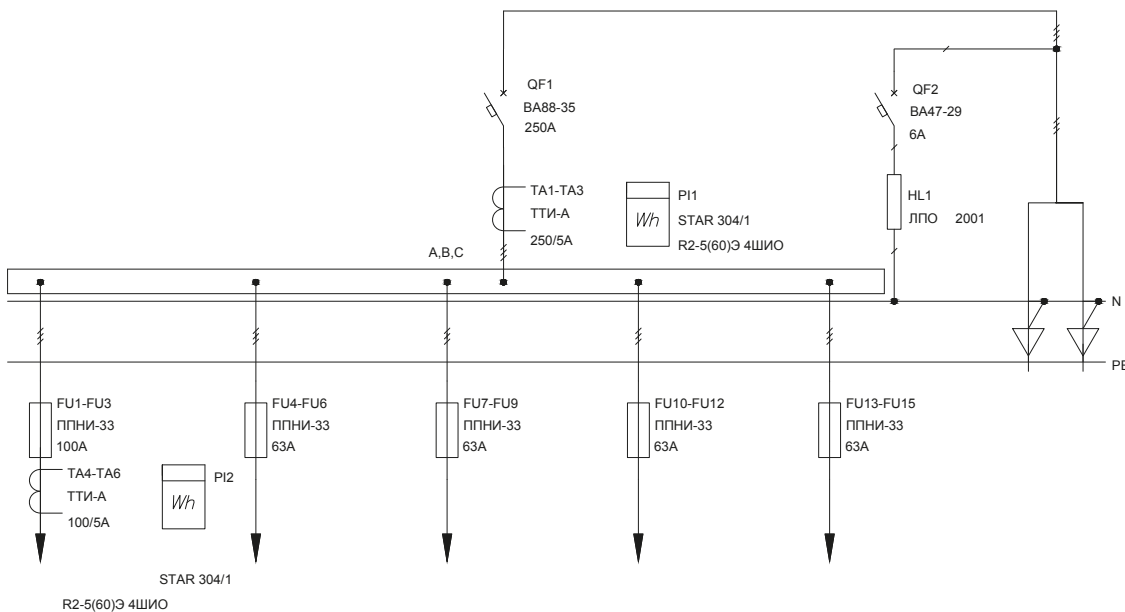 QF1
ВА88-35
250А
QF2
ВА47-29
6А
TA1-TA3
ТТИ-А
250/5А
Wh
PI1
STAR 304/1
R2-5(60)Э 4ШИО
HL1
ЛПО 2001
A,B,C
N
PE
FU1-FU3
ППНИ-33
100А
FU4-FU6
ППНИ-33
63А
FU7-FU9
ППНИ-33
63А
FU10-FU12
ППНИ-33
63А
FU13-FU15
ППНИ-33
63А
TA4-TA6
ТТИ-А
100/5А
Wh
PI2
STAR 304/1
R2-5(60)Э 4ШИО